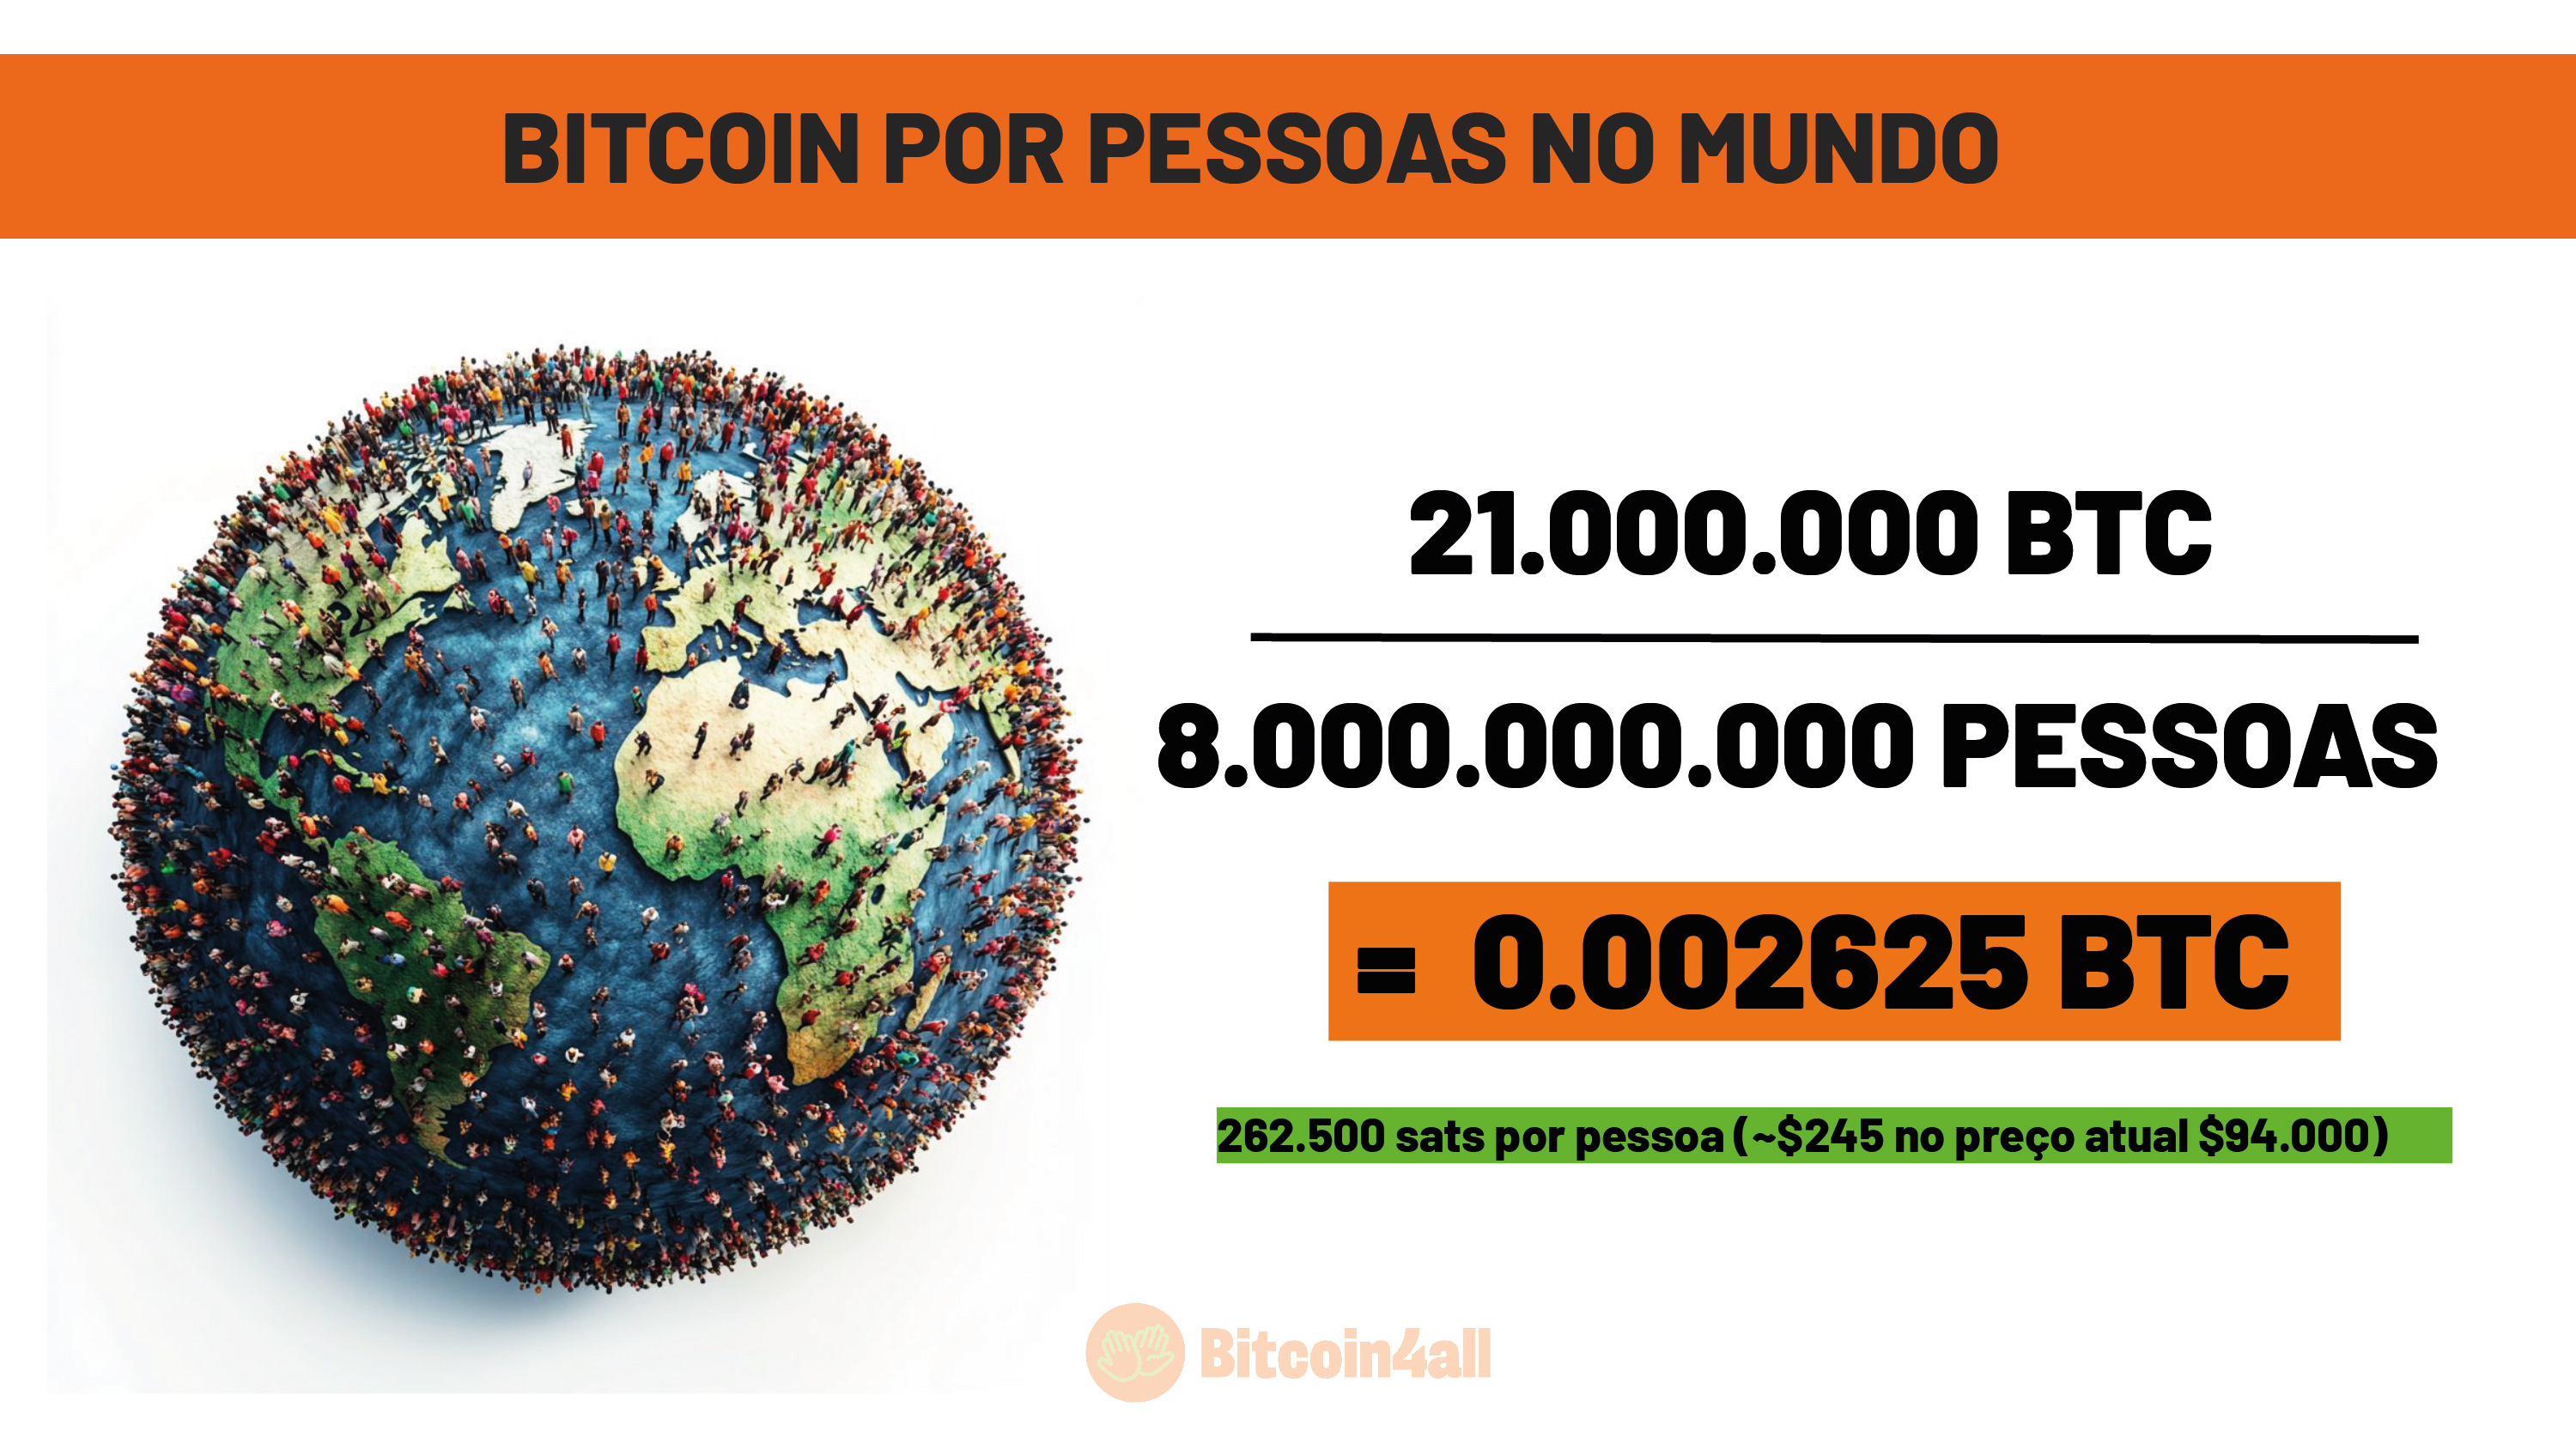 BITCOIN POR PESSOAS NO MUNDO
21.000.000 BTC
8.000.000.000 PESSOAS
= 0.002625 BTC
262.500 sats por pessoa (~$245 no preço atual $94.000)
Bitcoin4all